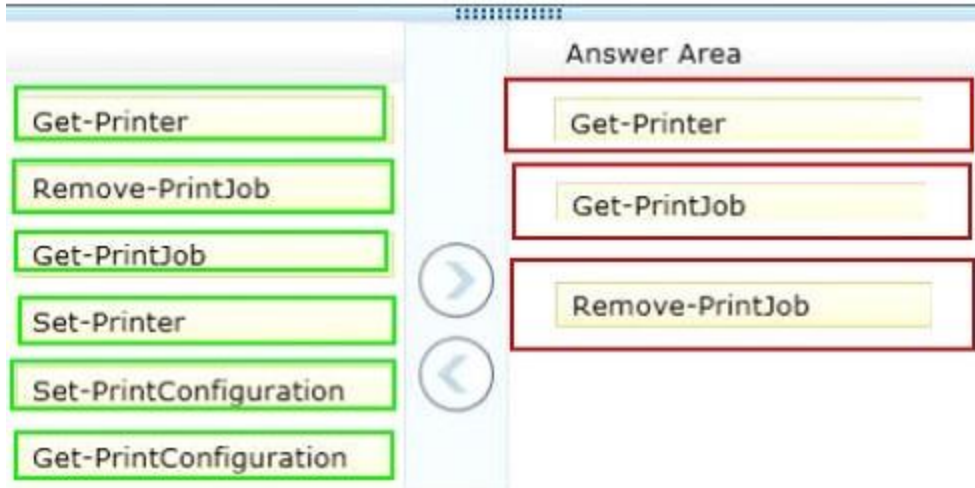 Answer Area
Get-Printer
Remove-PrintJob
Get-PrintJob
Set-Printer
Set-PrintConfiguration
Get-PrintConfiguration
Get-Printer
Get-PrintJob
Remove-PrintJob